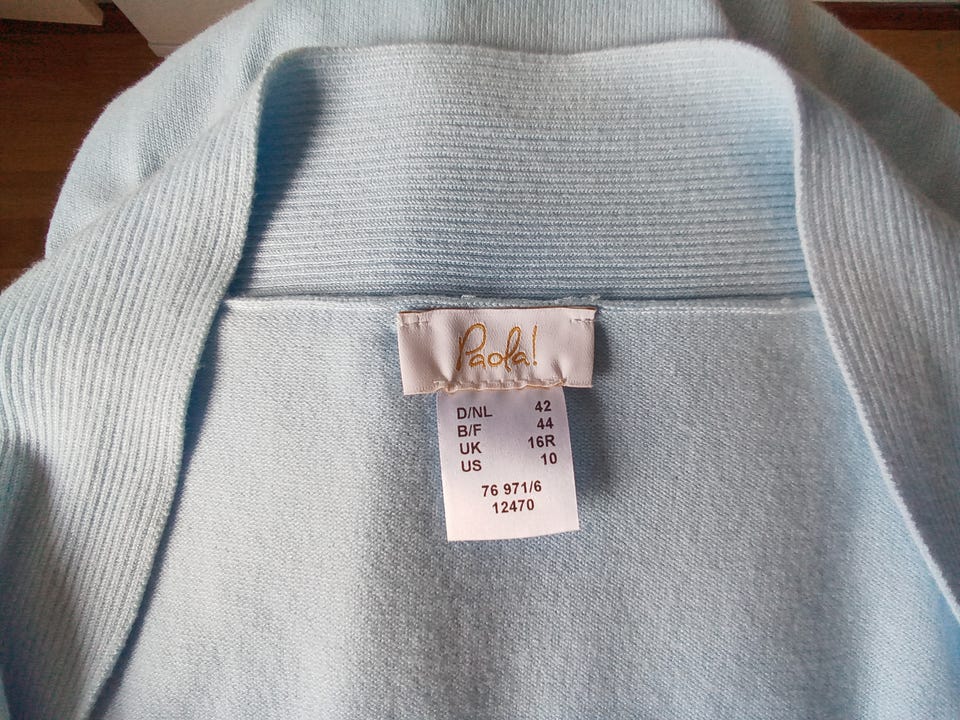 Paola!
D/NL 42
B/F 44
UK 16R
US 10
76 971/6
12470